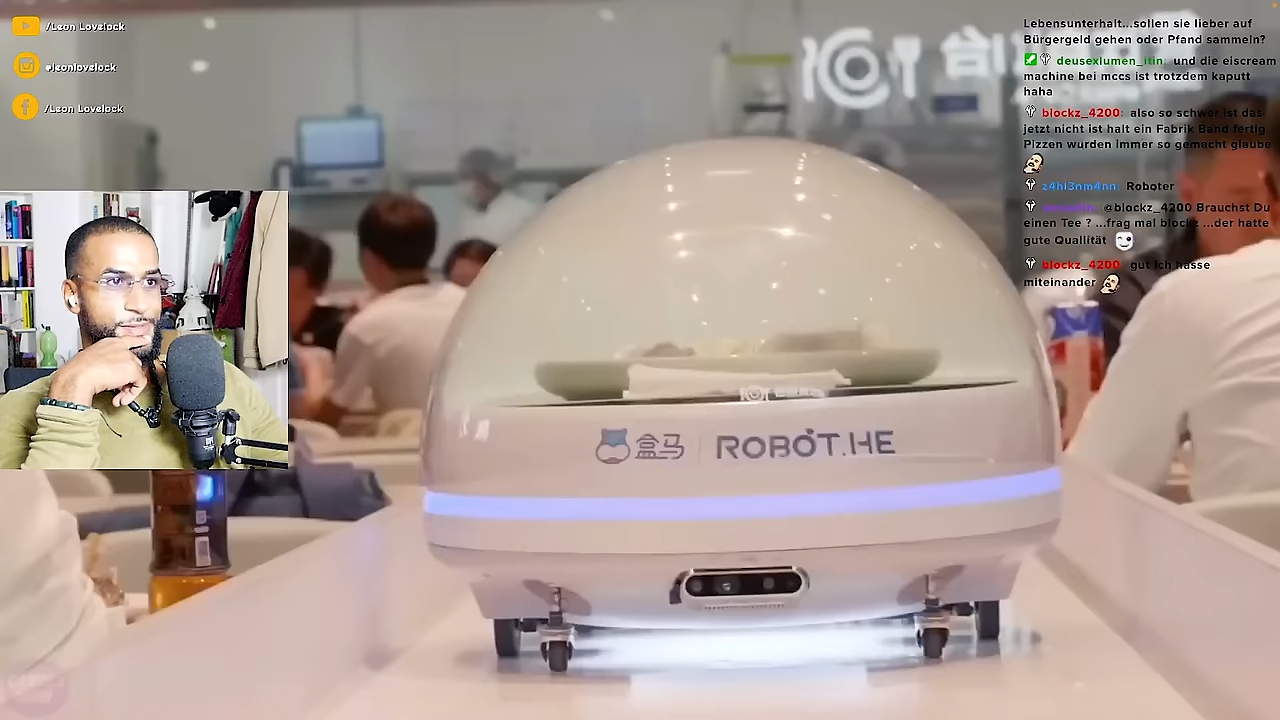 /Leon Lovelock
@leonlovelock
/Leon Lovelock
Lebensunterhalt...sollen sie lieber auf
Bürgergeld gehen oder Pfand sammeln?
deusexlumen_itin: und die eiscream
machine bei mccs ist trotzdem kaputt
haha
blockz_4200: also so schwer ist das
jetzt nicht ist halt ein Fabrik Band fertig
Pizzen wurden immer so gemacht glaube
z4hl3nm4nn: Roboter
@blockz_4200 Brauchst Du
einen Tee ? ...frag mal blockz ...der hatte
gute Quallität
blockz_4200: gut ich hasse
miteinander
盒马 ROBOT.HE